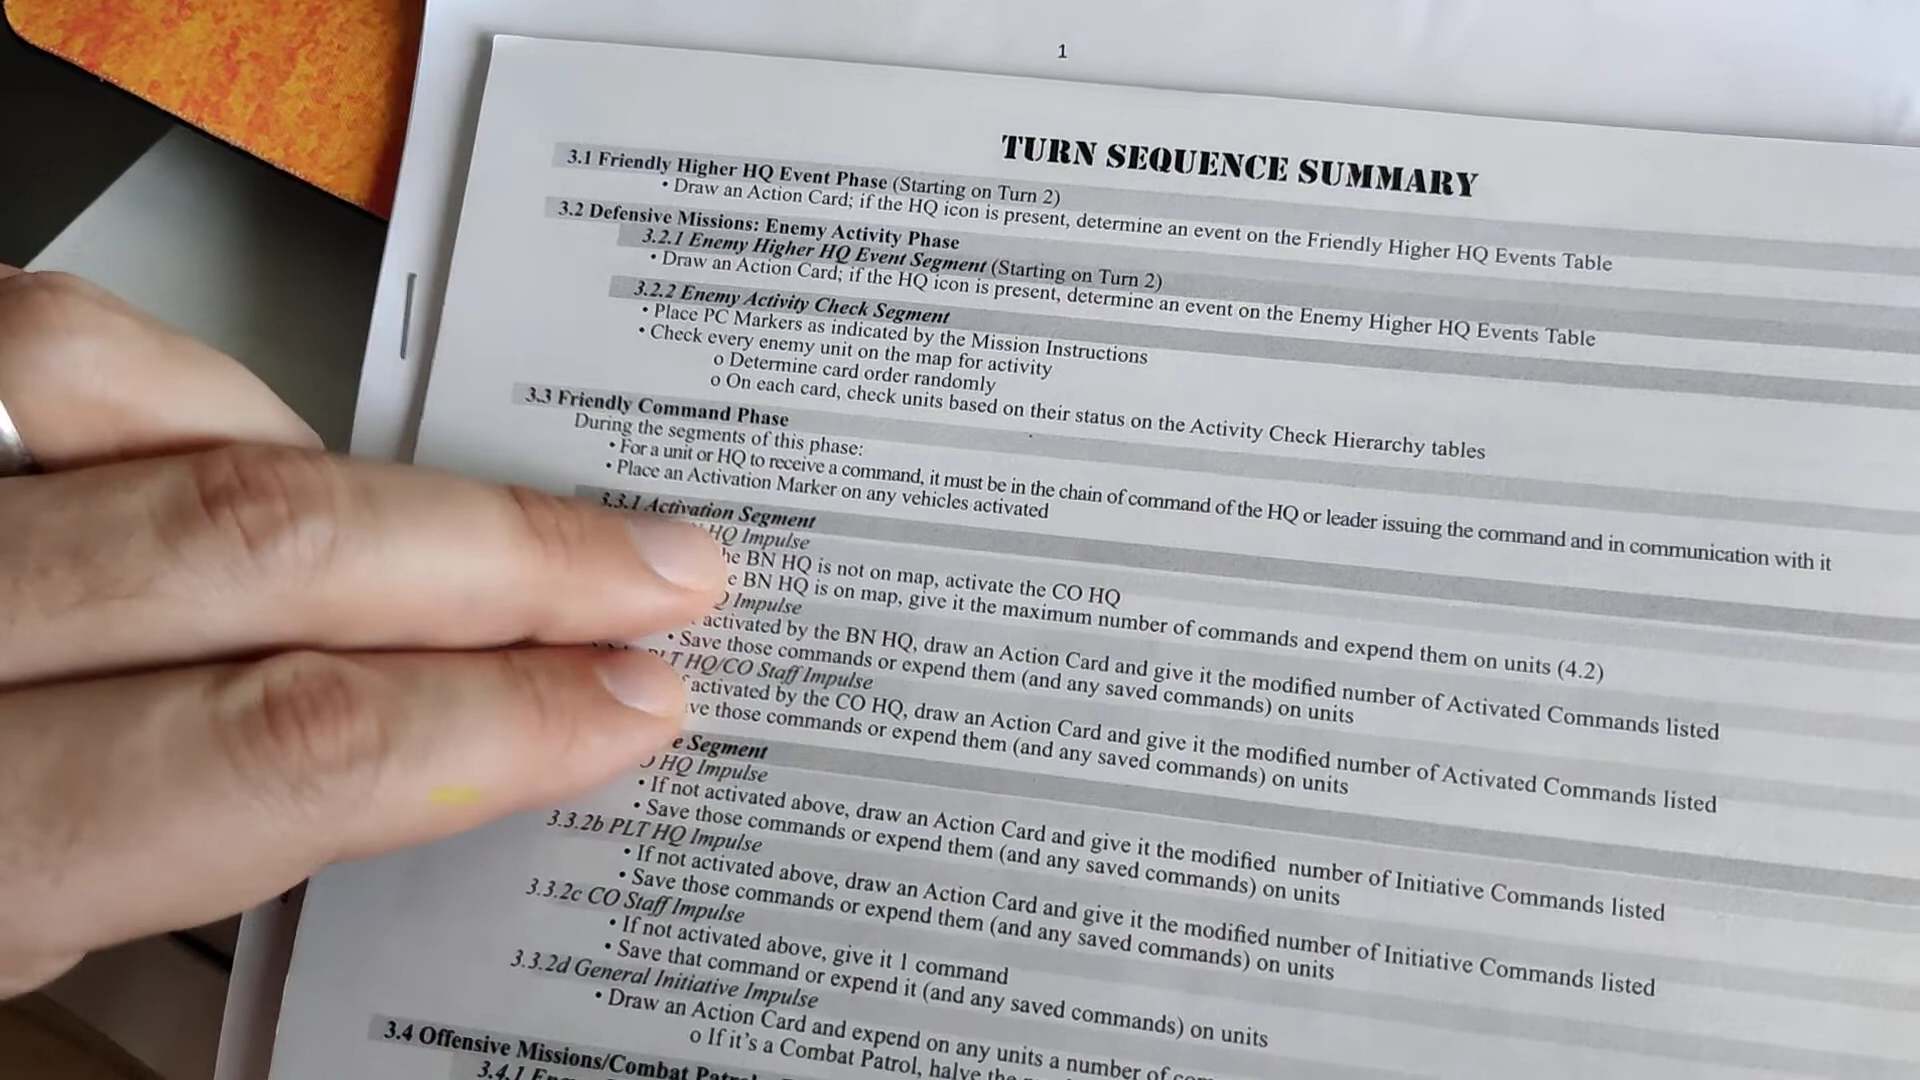 1
TURN SEQUENCE SUMMARY
3.1 Friendly Higher HQ Event Phase (Starting on Turn 2)
• Draw an Action Card; if the HQ icon is present, determine an event on the Friendly Higher HQ Events Table
3.2 Defensive Missions: Enemy Activity Phase
3.2.1 Enemy Higher HQ Event Segment (Starting on Turn 2)
• Draw an Action Card; if the HQ icon is present, determine an event on the Enemy Higher HQ Events Table
3.2.2 Enemy Activity Check Segment
• Place PC Markers as indicated by the Mission Instructions
• Check every enemy unit on the map for activity
o Determine card order randomly
o On each card, check units based on their status on the Activity Check Hierarchy tables
3.3 Friendly Command Phase
During the segments of this phase:
• For a unit or HQ to receive a command, it must be in the chain of command of the HQ or leader issuing the command and in communication with it
• Place an Activation Marker on any vehicles activated
3.3.1 Activation Segment
HQ Impulse
BN HQ is not on map, activate the CO HQ
BN HQ is on map, give it the maximum number of commands and expend them on units (4.2)
Impulse
activated by the BN HQ, draw an Action Card and give it the modified number of Activated Commands listed
• Save those commands or expend them (and any saved commands) on units
HQ/CO Staff Impulse
activated by the CO HQ, draw an Action Card and give it the modified number of Activated Commands listed
those commands or expend them (and any saved commands) on units
Segment
HQ Impulse
• If not activated above, draw an Action Card and give it the modified number of Initiative Commands listed
• Save those commands or expend them (and any saved commands) on units
3.3.2b PLT HQ Impulse
• If not activated above, draw an Action Card and give it the modified number of Initiative Commands listed
• Save those commands or expend them (and any saved commands) on units
3.3.2c CO Staff Impulse
• If not activated above, give it 1 command
• Save that command or expend it (and any saved commands) on units
3.3.2d General Initiative Impulse
• Draw an Action Card and expend on any units a number of
o If it's a Combat Patrol, halve the
3.4 Offensive Missions/Combat
3.4.1